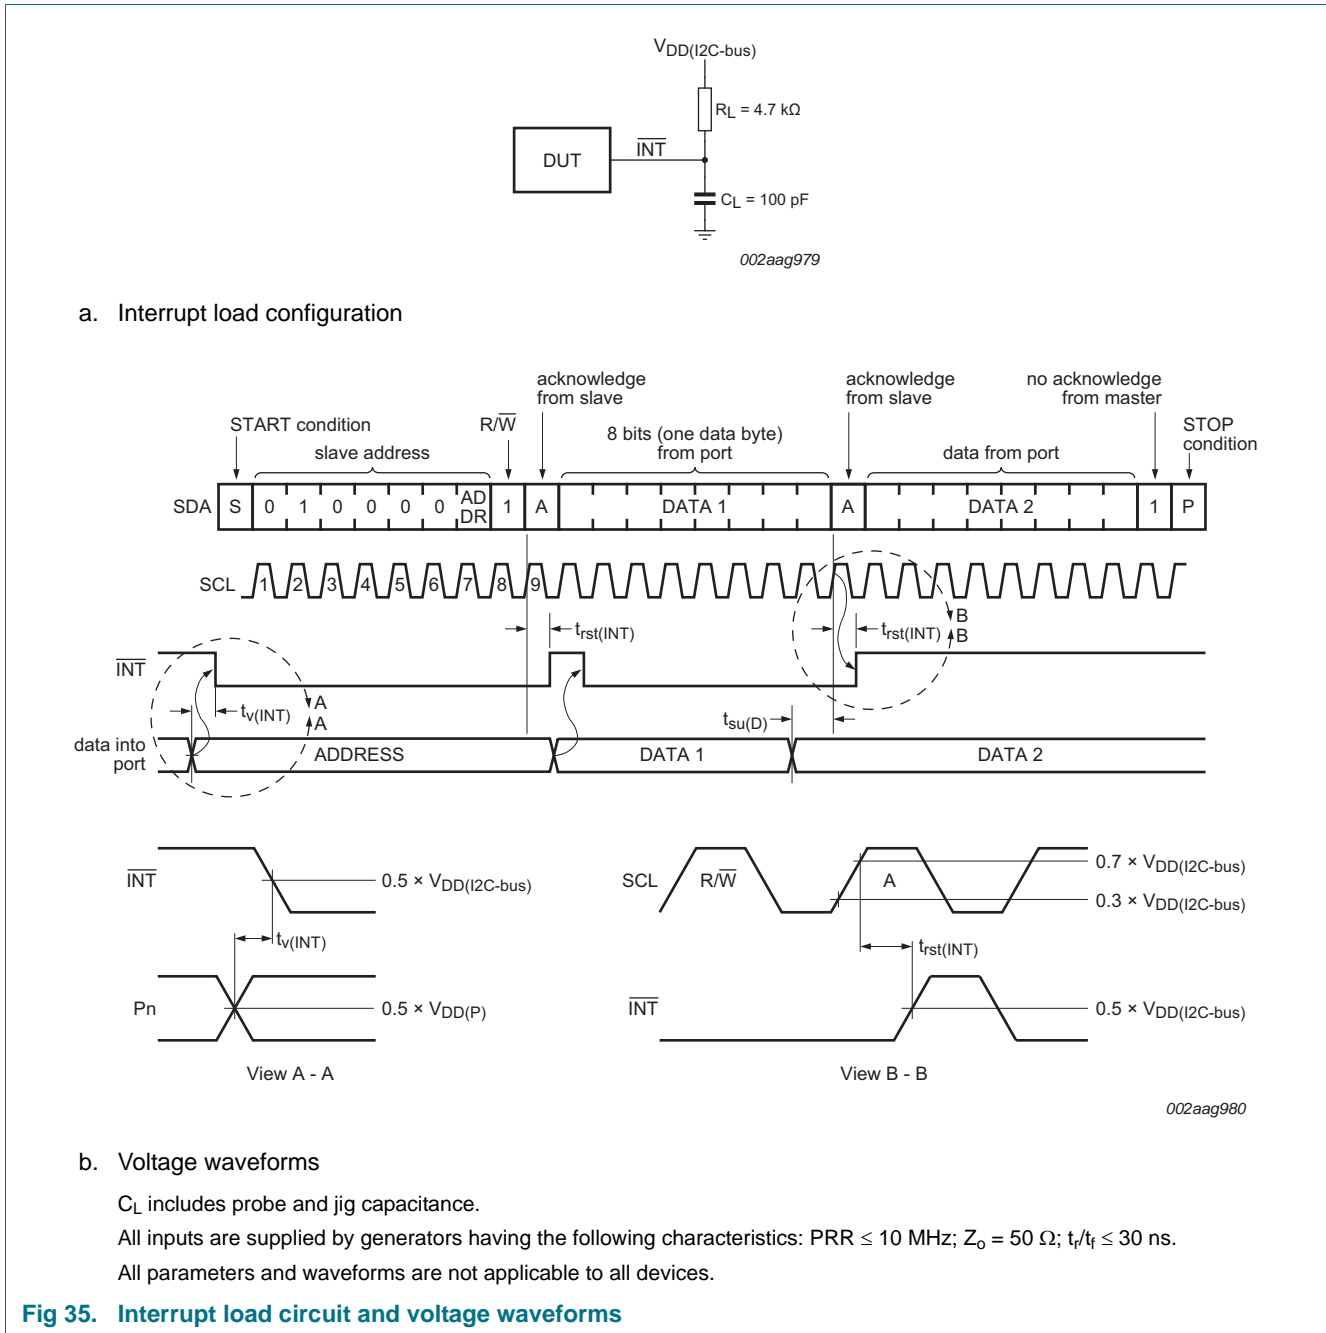 VDD(I2C-bus)
RL = 4.7 kΩ
DUT
INT
CL = 100 pF
002aag979
a. Interrupt load configuration
acknowledge from slave
acknowledge from slave
no acknowledge from master
START condition
R/W
8 bits (one data byte) from port
STOP condition
slave address
data from port
SDA S 0 1 0 0 0 0 AD DR 1 A DATA 1 A DATA 2 1 P
SCL 1 2 3 4 5 6 7 8 9
B
trst(INT)
trst(INT)
B
INT
tv(INT)
A
A
tsu(D)
data into port
ADDRESS
DATA 1
DATA 2
INT
0.5 × VDD(I2C-bus)
tv(INT)
Pn
0.5 × VDD(P)
View A - A
SCL
R/W
A
0.7 × VDD(I2C-bus)
0.3 × VDD(I2C-bus)
trst(INT)
INT
0.5 × VDD(I2C-bus)
View B - B
002aag980
b. Voltage waveforms
CL includes probe and jig capacitance.
All inputs are supplied by generators having the following characteristics: PRR ≤ 10 MHz; Zo = 50 Ω; tr/tf ≤ 30 ns.
All parameters and waveforms are not applicable to all devices.
Fig 35. Interrupt load circuit and voltage waveforms